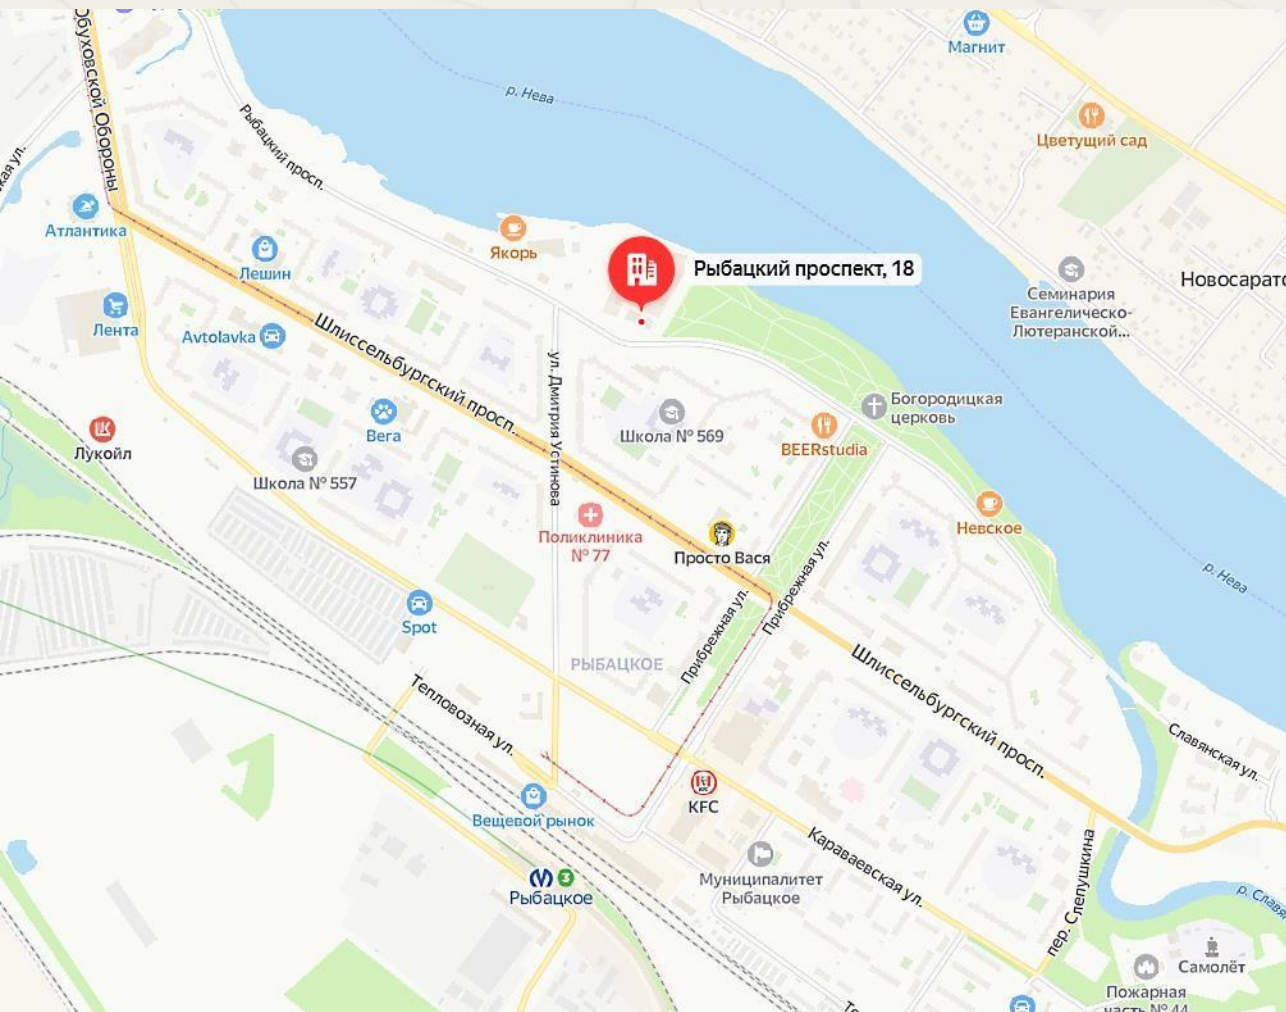 Обуховской Обороны
Магнит
р. Нева
Рыбацкий просп.
Цветущий сад
Атлантика
Якорь
Лешин
Рыбацкий проспект, 18
Семинария
Евангелическо-
Лютеранской...
Лента
Avtolavka
Шлиссельбургский просп.
ул. Дмитрия Устинова
Богородицкая
церковь
Вега
Школа № 569
BEERstudia
Лукойл
Школа № 557
Невское
Поликлиника
№ 77
Просто Вася
р. Нева
Прибрежная ул.
Прибрежная ул.
Spot
РЫБАЦКОЕ
Шлиссельбургский просп.
Тепловозная ул.
Славянская ул.
KFC
Вещевой рынок
Караваевская ул.
пер. Слепушкина
Муниципалитет
Рыбацкое
3
Рыбацкое
Самолёт
Пожарная
часть № 44